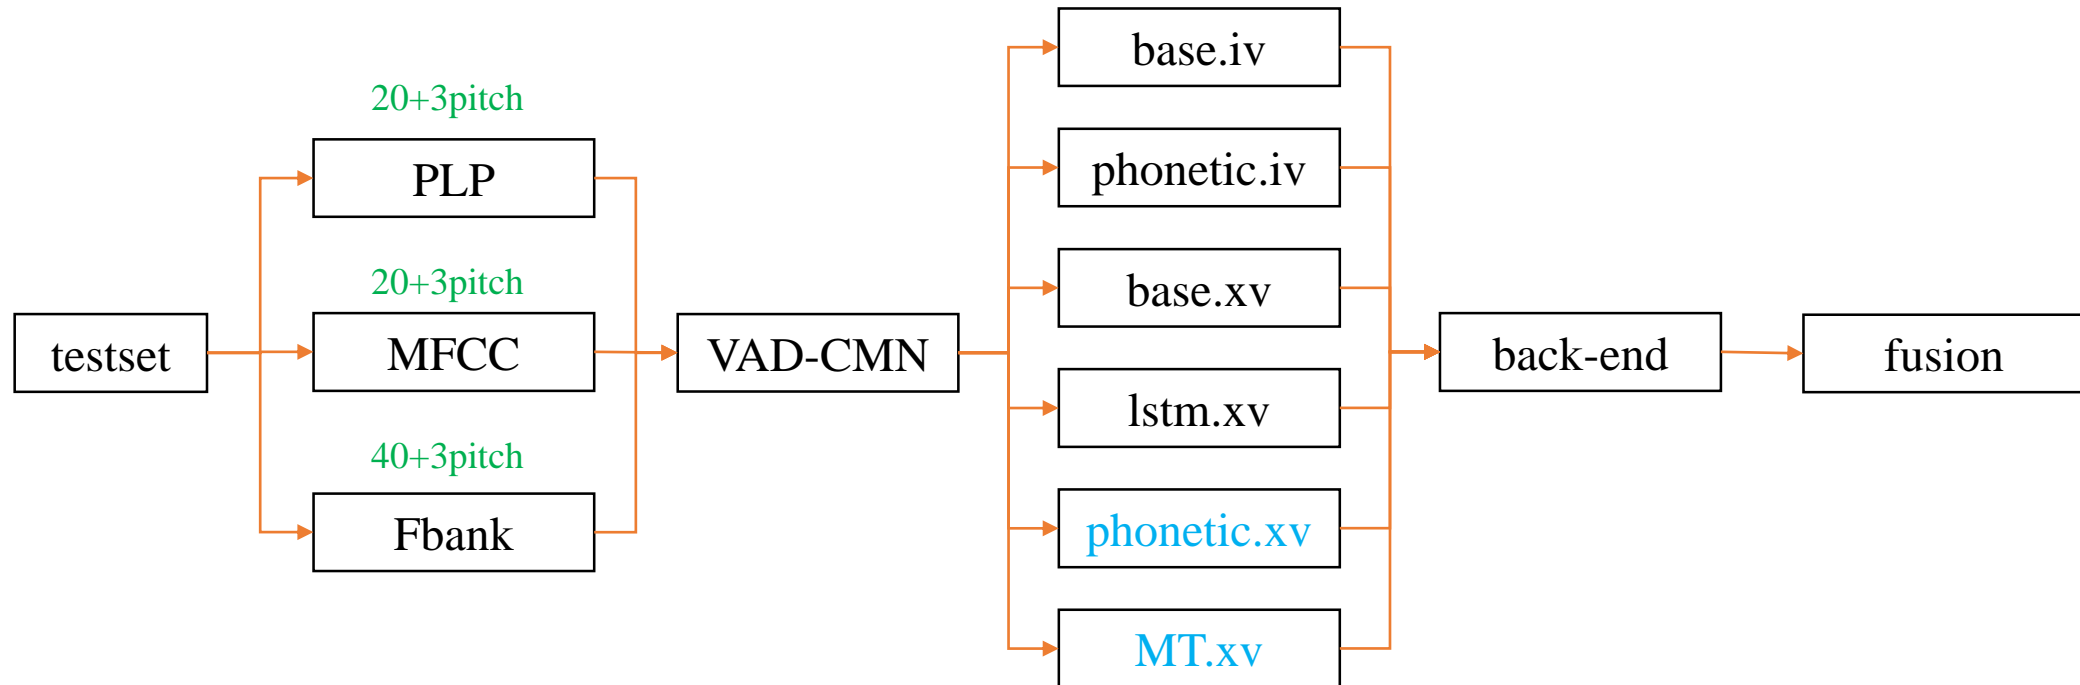 testset
20+3pitch
PLP
20+3pitch
MFCC
40+3pitch
Fbank
VAD-CMN
base.iv
phonetic.iv
base.xv
lstm.xv
phonetic.xv
MT.xv
back-end
fusion